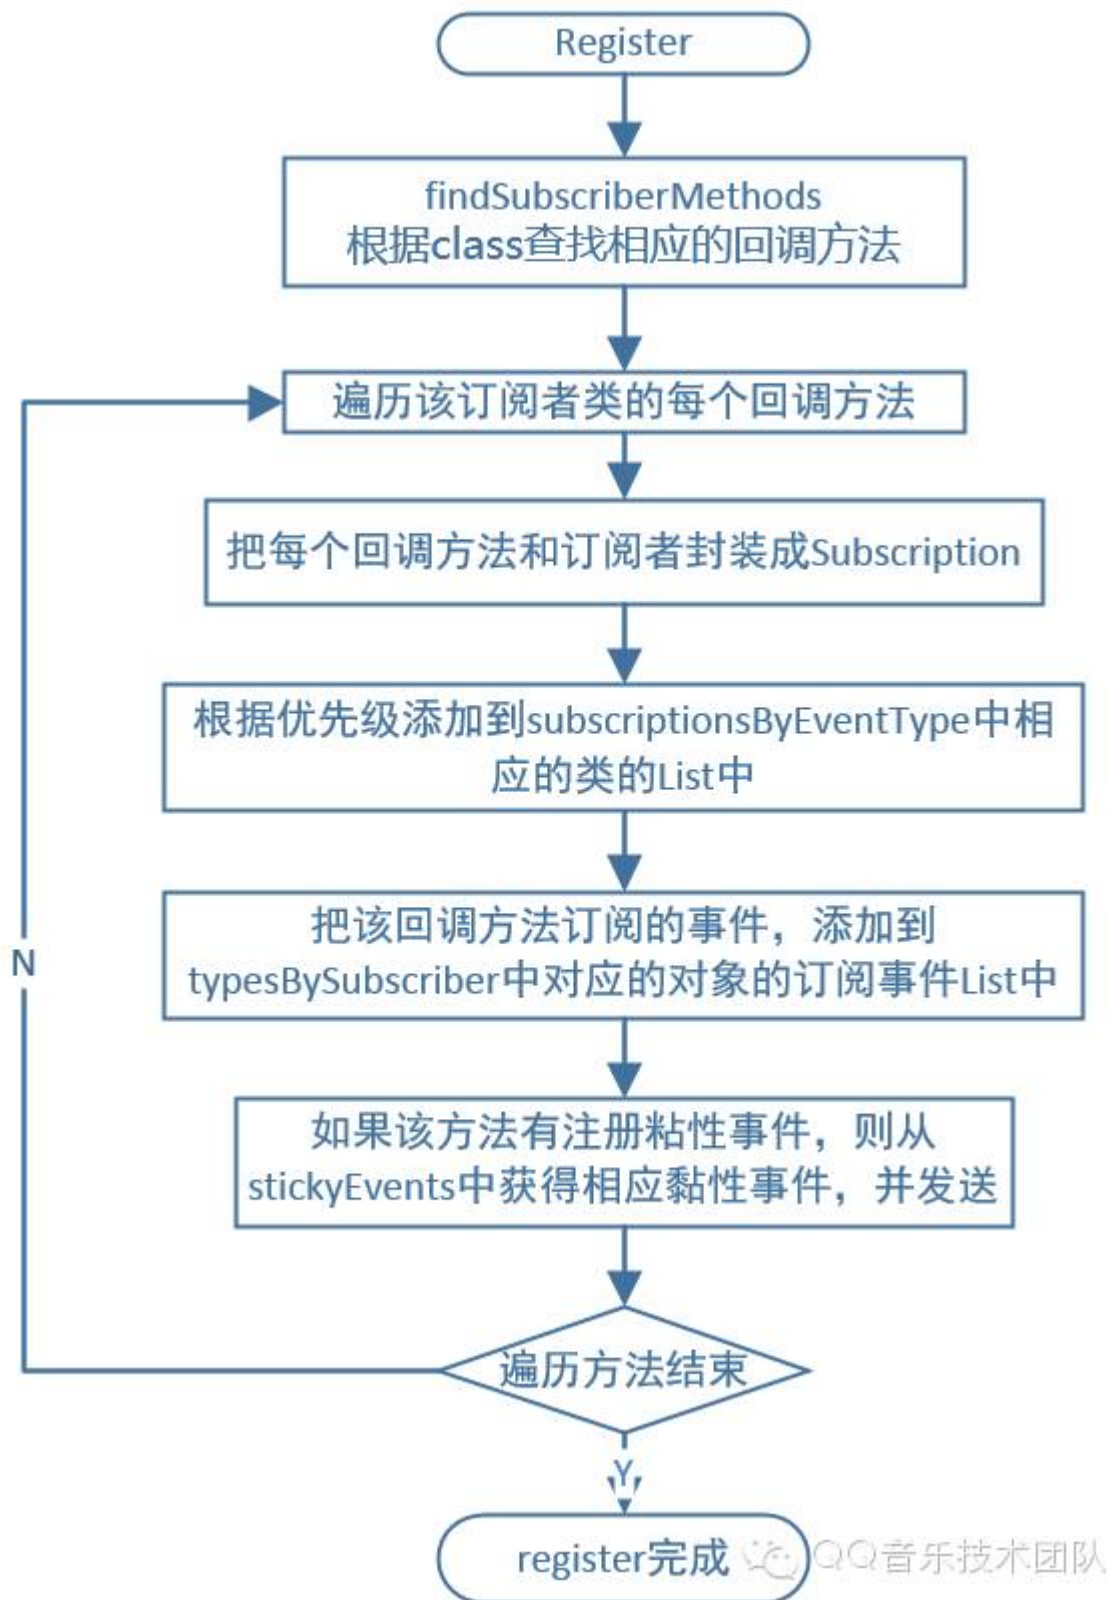 Register
findSubscriberMethods
根据class查找相应的回调方法
遍历该订阅者类的每个回调方法
把每个回调方法和订阅者封装成Subscription
根据优先级添加到subscriptionsByEventType中相
应的类的List中
把该回调方法订阅的事件，添加到
typesBySubscriber中对应的对象的订阅事件List中
N
如果该方法有注册粘性事件，则从
stickyEvents中获得相应黏性事件，并发送
遍历方法结束
Y
register完成
QQ音乐技术团队